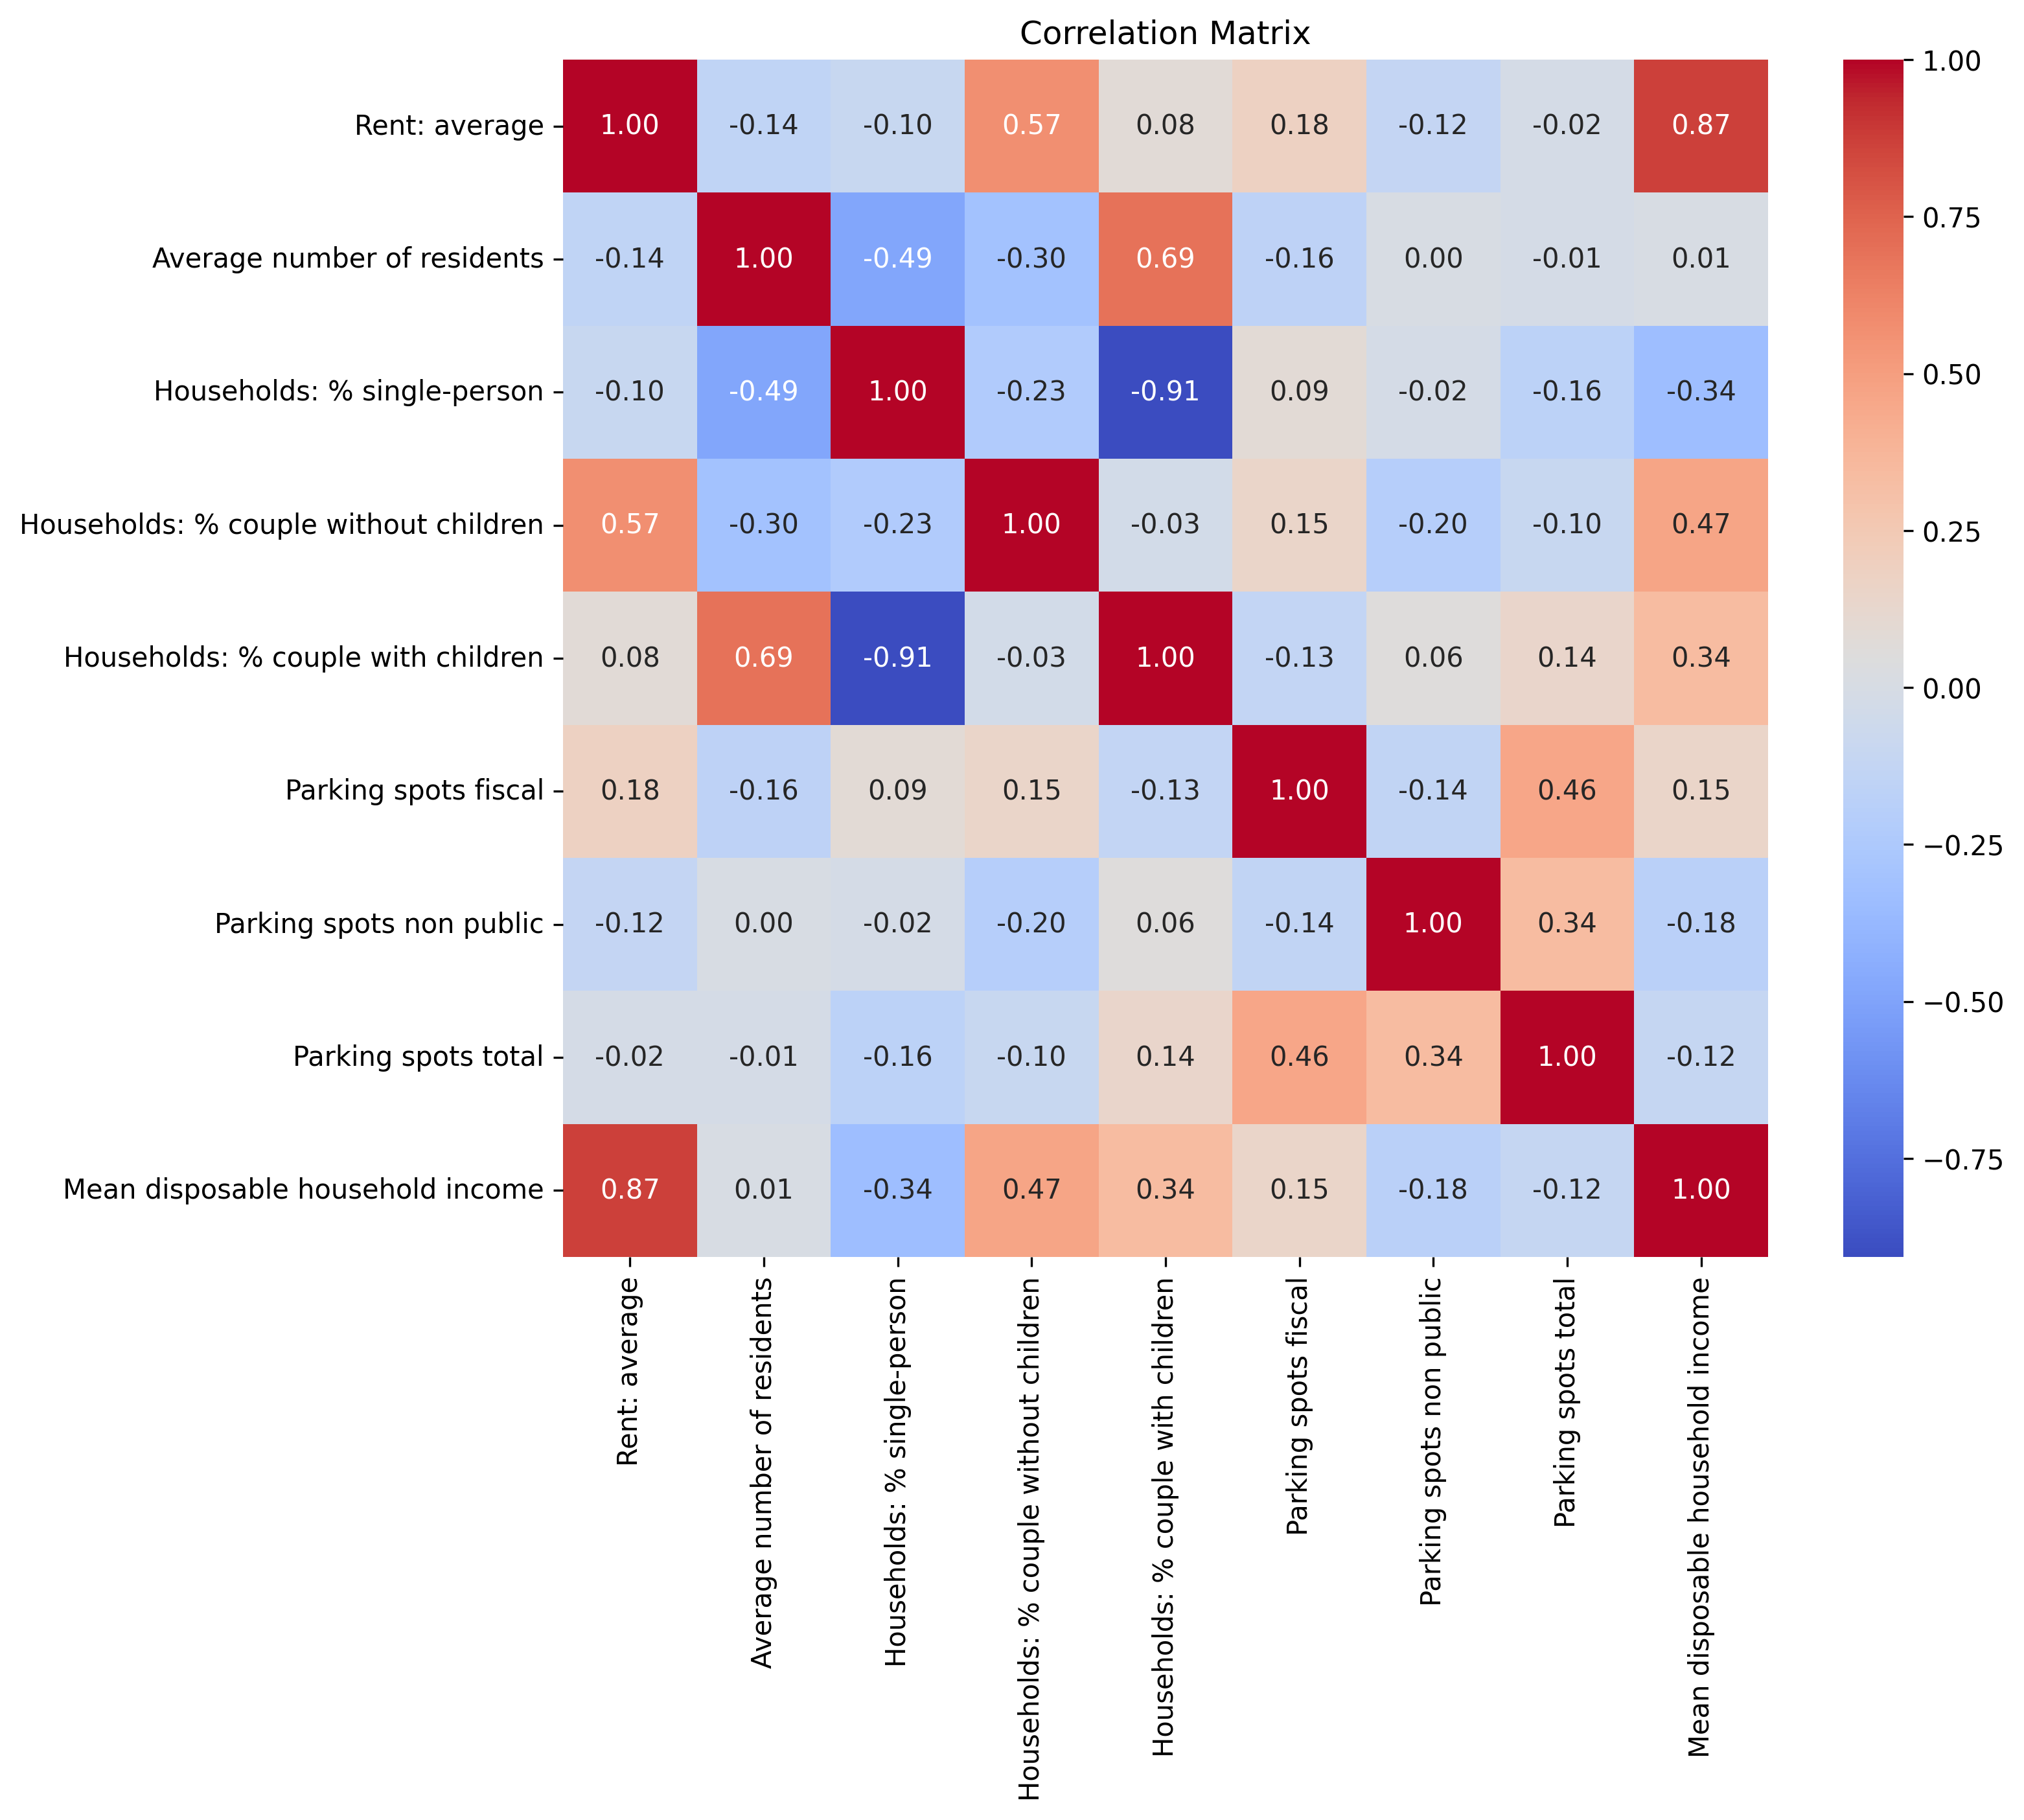 Correlation Matrix
Rent: average 1.00 -0.14 -0.10 0.57 0.08 0.18 -0.12 -0.02 0.87
Average number of residents -0.14 1.00 -0.49 -0.30 0.69 -0.16 0.00 -0.01 0.01
Households: % single-person -0.10 -0.49 1.00 -0.23 -0.91 0.09 -0.02 -0.16 -0.34
Households: % couple without children 0.57 -0.30 -0.23 1.00 -0.03 0.15 -0.20 -0.10 0.47
Households: % couple with children 0.08 0.69 -0.91 -0.03 1.00 -0.13 0.06 0.14 0.34
Parking spots fiscal 0.18 -0.16 0.09 0.15 -0.13 1.00 -0.14 0.46 0.15
Parking spots non public -0.12 0.00 -0.02 -0.20 0.06 -0.14 1.00 0.34 -0.18
Parking spots total -0.02 -0.01 -0.16 -0.10 0.14 0.46 0.34 1.00 -0.12
Mean disposable household income 0.87 0.01 -0.34 0.47 0.34 0.15 -0.18 -0.12 1.00
Rent: average
Average number of residents
Households: % single-person
Households: % couple without children
Households: % couple with children
Parking spots fiscal
Parking spots non public
Parking spots total
Mean disposable household income
1.00
0.75
0.50
0.25
0.00
−0.25
−0.50
−0.75